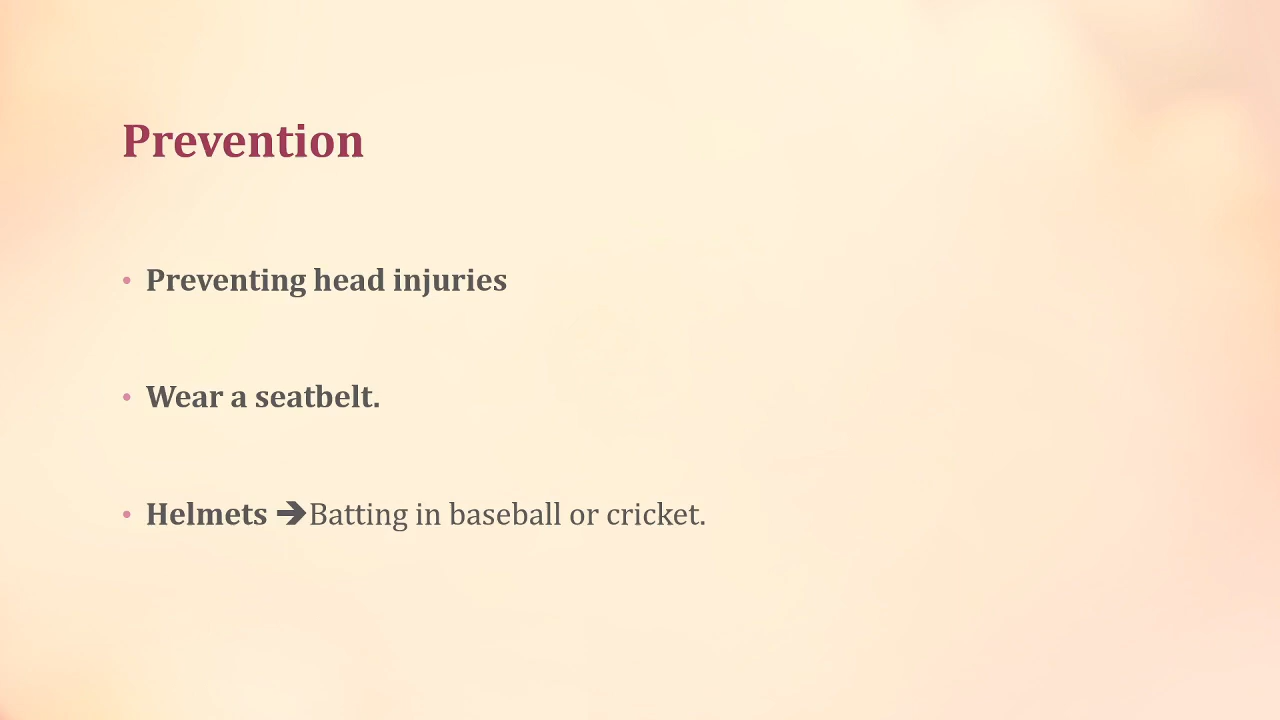 Prevention
• Preventing head injuries
• Wear a seatbelt.
• Helmets ➔Batting in baseball or cricket.